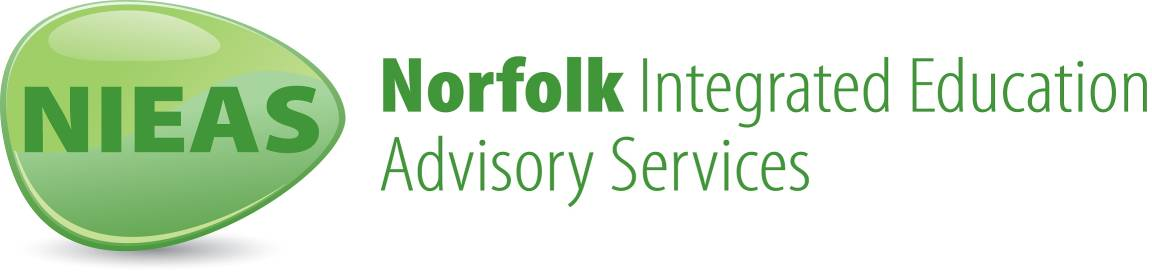 NIEAS
Norfolk Integrated Education
Advisory Services